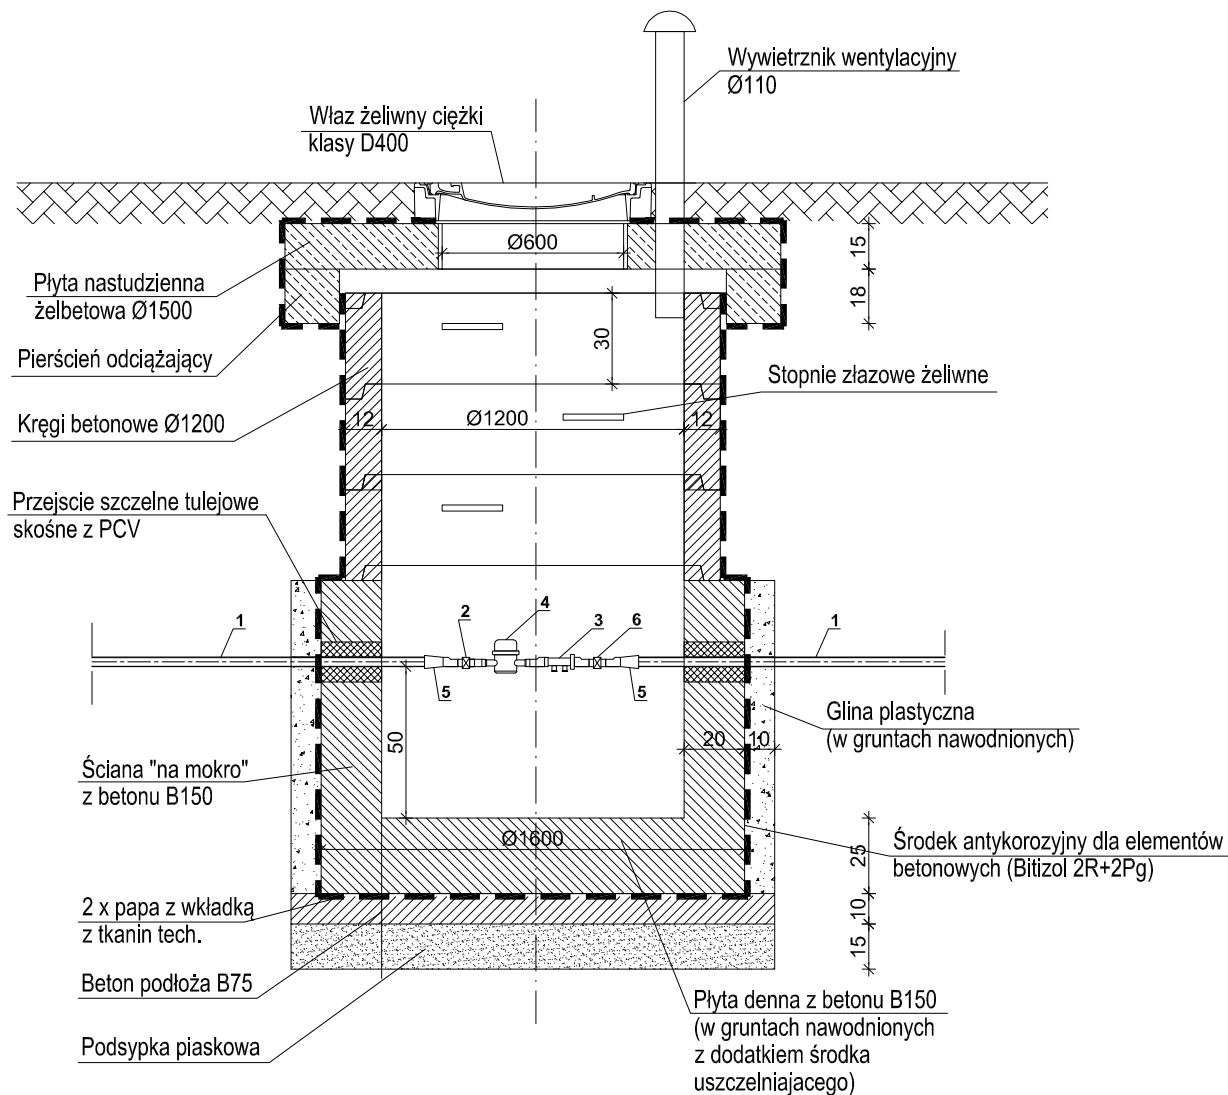 Wywietrznik wentylacyjny
Ø110
Właz żeliwny ciężki
klasy D400
Ø600
15
Płyta nastudzienna
żelbetowa Ø1500
18
30
Pierścień odciążający
Stopnie złazowe żeliwne
Kręgi betonowe Ø1200
12
Ø1200
12
Przejscie szczelne tulejowe
skośne z PCV
1
2
4
3
6
1
5
5
Glina plastyczna
(w gruntach nawodnionych)
50
20
10
Ściana "na mokro"
z betonu B150
Ø1600
25
Środek antykorozyjny dla elementów
betonowych (Bitizol 2R+2Pg)
2 x papa z wkładką
z tkanin tech.
10
15
Beton podłoża B75
Płyta denna z betonu B150
(w gruntach nawodnionych
z dodatkiem środka
uszczelniajacego)
Podsypka piaskowa